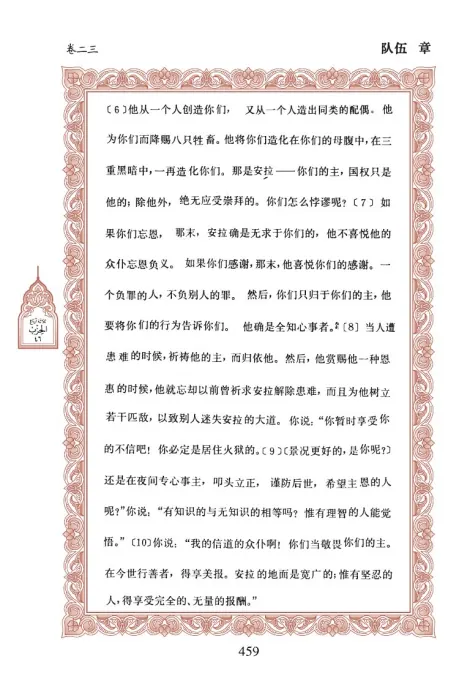 卷二三
队伍 章
〔6〕他从一个人创造你们， 又从一个人造出同类的配偶。他
为你们而降赐八只牲畜。他将你们造化在你们的母腹中，在三
重黑暗中，一再造化你们。那是安拉——你们的主，国权只是
他的；除他外，绝无应受崇拜的。你们怎么悖谬呢？〔7〕如
果你们忘恩， 那末，安拉确是无求于你们的，他不喜悦他的
众仆忘恩负义。 如果你们感谢，那末，他喜悦你们的感谢。一
个负罪的人，不负别人的罪。 然后，你们只归于你们的主，他
要将你们的行为告诉你们。 他确是全知心事者。〔8〕当人遭
患难的时候，祈祷他的主，而归依他。然后，他赏赐他一种恩
惠的时候，他就忘却以前曾祈求安拉解除患难，而且为他树立
若干匹敌，以致别人迷失安拉的大道。 你说：“你暂时享受你
的不信吧！你必定是居住火狱的。〔9〕〔景况更好的，是你呢？〕
还是在夜间专心事主， 叩头立正， 谨防后世，希望主恩的人
呢？”你说：“有知识的与无知识的相等吗？惟有理智的人能觉
悟。”〔10〕你说：“我的信道的众仆啊！你们当敬畏你们的主。
在今世行善者，得享美报。安拉的地面是宽广的；惟有坚忍的
人，得享受完全的、无量的报酬。”
الحزب
٤٦
459